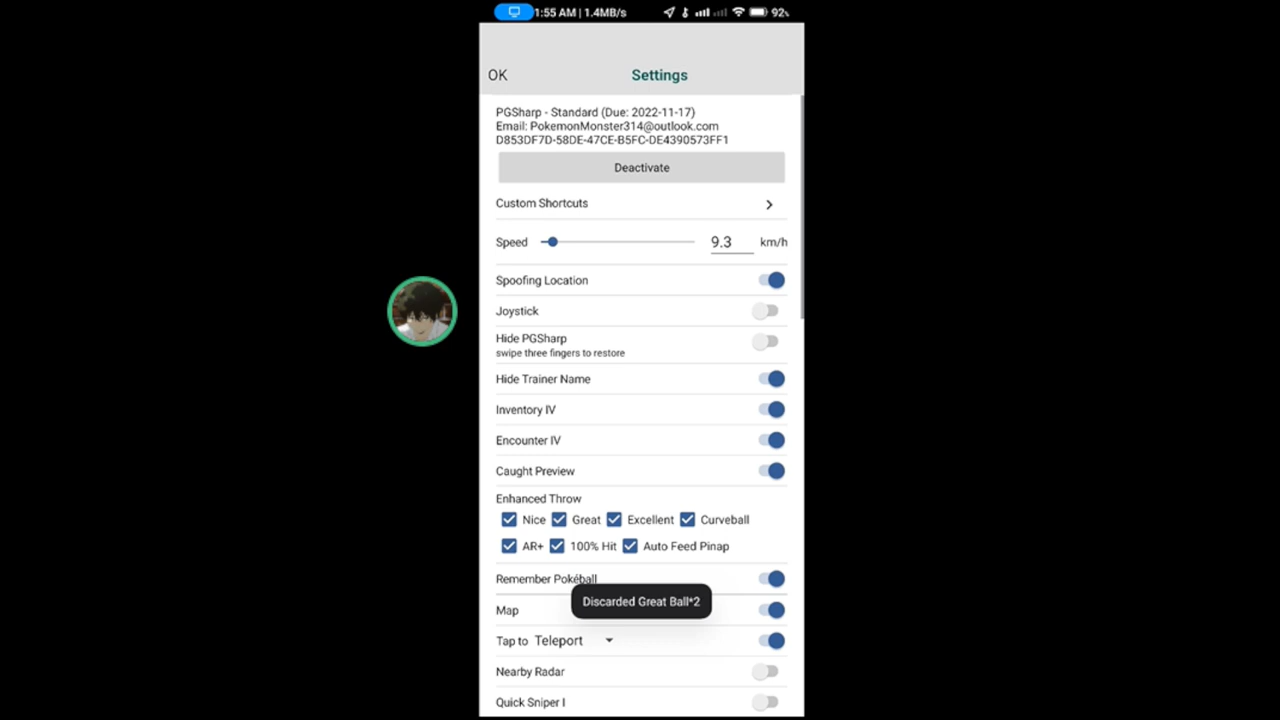 1:55 AM | 1.4MB/s 92%
OK Settings
PGSharp - Standard (Due: 2022-11-17)
Email: PokemonMonster314@outlook.com
D853DF7D-58DE-47CE-B5FC-DE4390573FF1
Deactivate
Custom Shortcuts
Speed 9.3 km/h
Spoofing Location
Joystick
Hide PGSharp
swipe three fingers to restore
Hide Trainer Name
Inventory IV
Encounter IV
Caught Preview
Enhanced Throw
Nice Great Excellent Curveball
AR+ 100% Hit Auto Feed Pinap
Remember Pokéball
Discarded Great Ball*2
Map
Tap to Teleport
Nearby Radar
Quick Sniper I